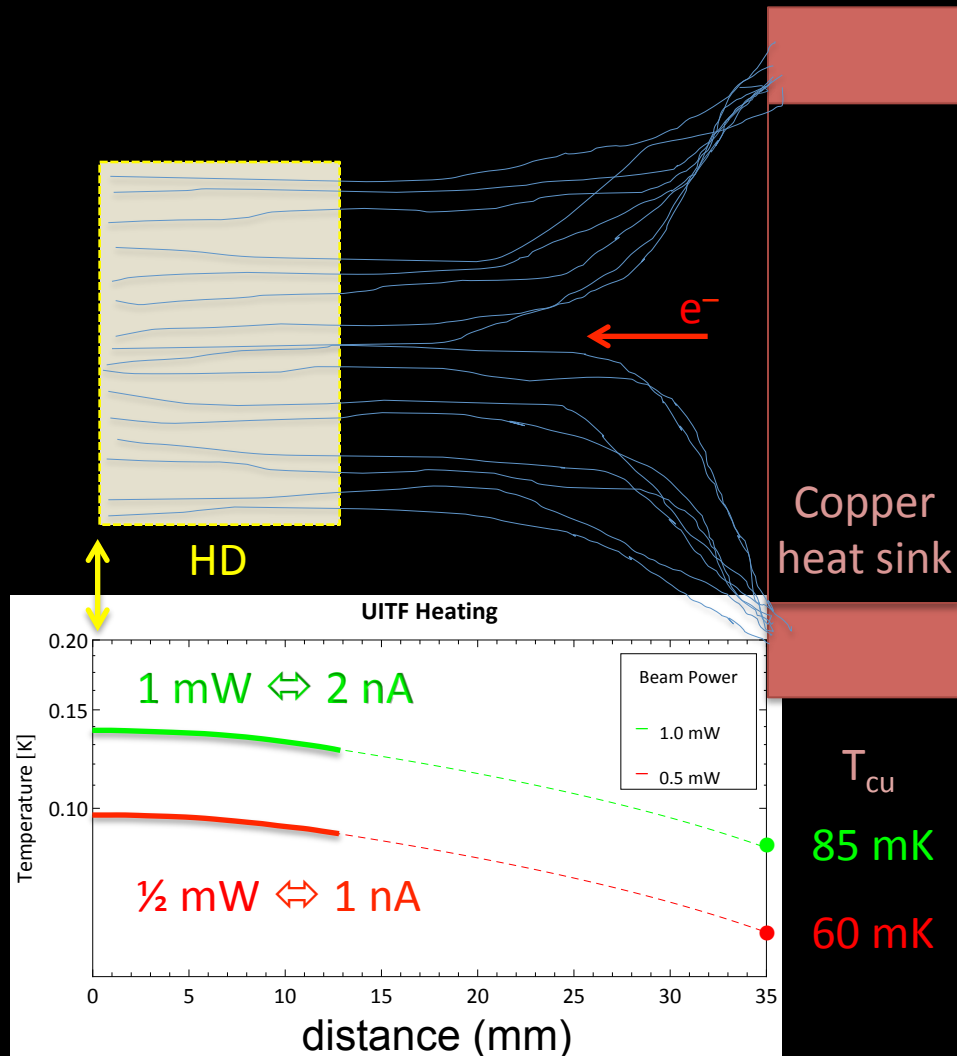 e⁻
Copper
heat sink
HD
UITF Heating
0.20
0.15
0.10
Temperature [K]
1 mW ⇔ 2 nA
½ mW ⇔ 1 nA
Beam Power
1.0 mW
0.5 mW
T_cu
85 mK
60 mK
0 5 10 15 20 25 30 35
distance (mm)